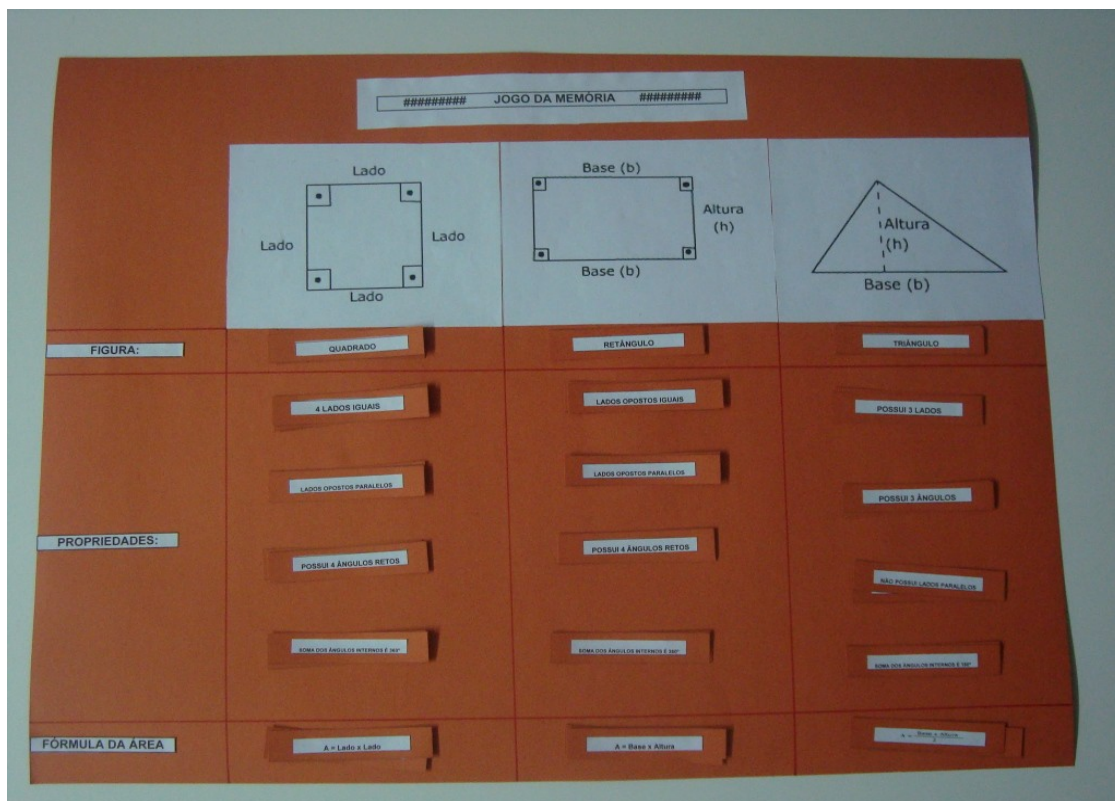 ######### JOGO DA MEMÓRIA #########
Lado
Lado
Lado
Lado
Base (b)
Altura
(h)
Base (b)
Altura
(h)
Base (b)
FIGURA:
QUADRADO
RETÂNGULO
TRIÂNGULO
PROPRIEDADES:
4 LADOS IGUAIS
LADOS OPOSTOS PARALELOS
POSSUI 4 ÂNGULOS RETOS
SOMA DOS ÂNGULOS INTERNOS É 360°
LADOS OPOSTOS IGUAIS
LADOS OPOSTOS PARALELOS
POSSUI 4 ÂNGULOS RETOS
SOMA DOS ÂNGULOS INTERNOS É 360°
POSSUI 3 LADOS
POSSUI 3 ÂNGULOS
NÃO POSSUI LADOS PARALELOS
SOMA DOS ÂNGULOS INTERNOS É
FÓRMULA DA ÁREA
A = Lado x Lado
A = Base x Altura
A = Base x Altura
2